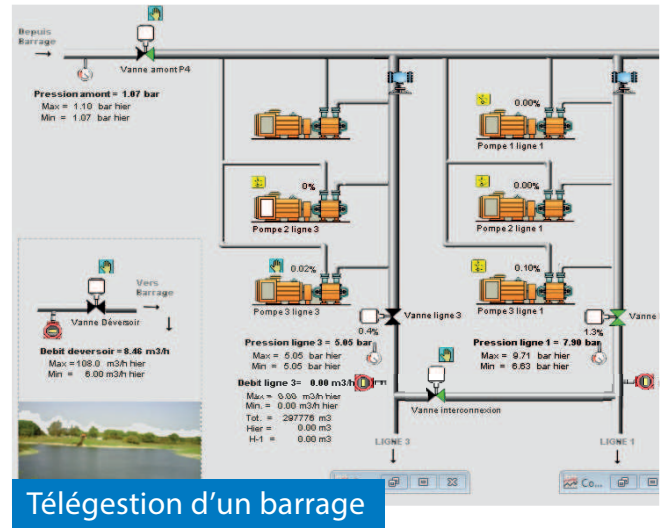 Depuis
Barrage
Vanne amont P4
Pression amont = 1.07 bar
Max = 1.10 bar hier
Min = 1.07 bar hier
0.00%
Pompe 1 ligne 1
0%
Pompe 2 ligne 3
0.00%
Pompe 2 ligne 1
0.02%
Pompe 3 ligne 3
0.10%
Pompe 3 ligne 1
Vers
Barrage
Vanne Déversoir
Debit deversoir = 8.46 m3/h
Max = 108.0 m3/h hier
Min = 6.00 m3/h hier
Vanne ligne 3
0.4%
Vanne
1.3%
Pression ligne 3 = 5.05 bar
Max = 5.05 bar hier
Min = 5.05 bar hier
Pression ligne 1 = 7.90 bar
Max = 9.71 bar hier
Min = 6.63 bar hier
Debit ligne 3= 0.00 m3/h
Max = 0.00 m3/h hier
Min. = 0.00 m3/h hier
Tot. = 297776 m3
Hier = 0.00 m3
H-1 = 0.00 m3
Vanne interconnexion
LIGNE 3
LIGNE 1
Co...
Télégestion d'un barrage